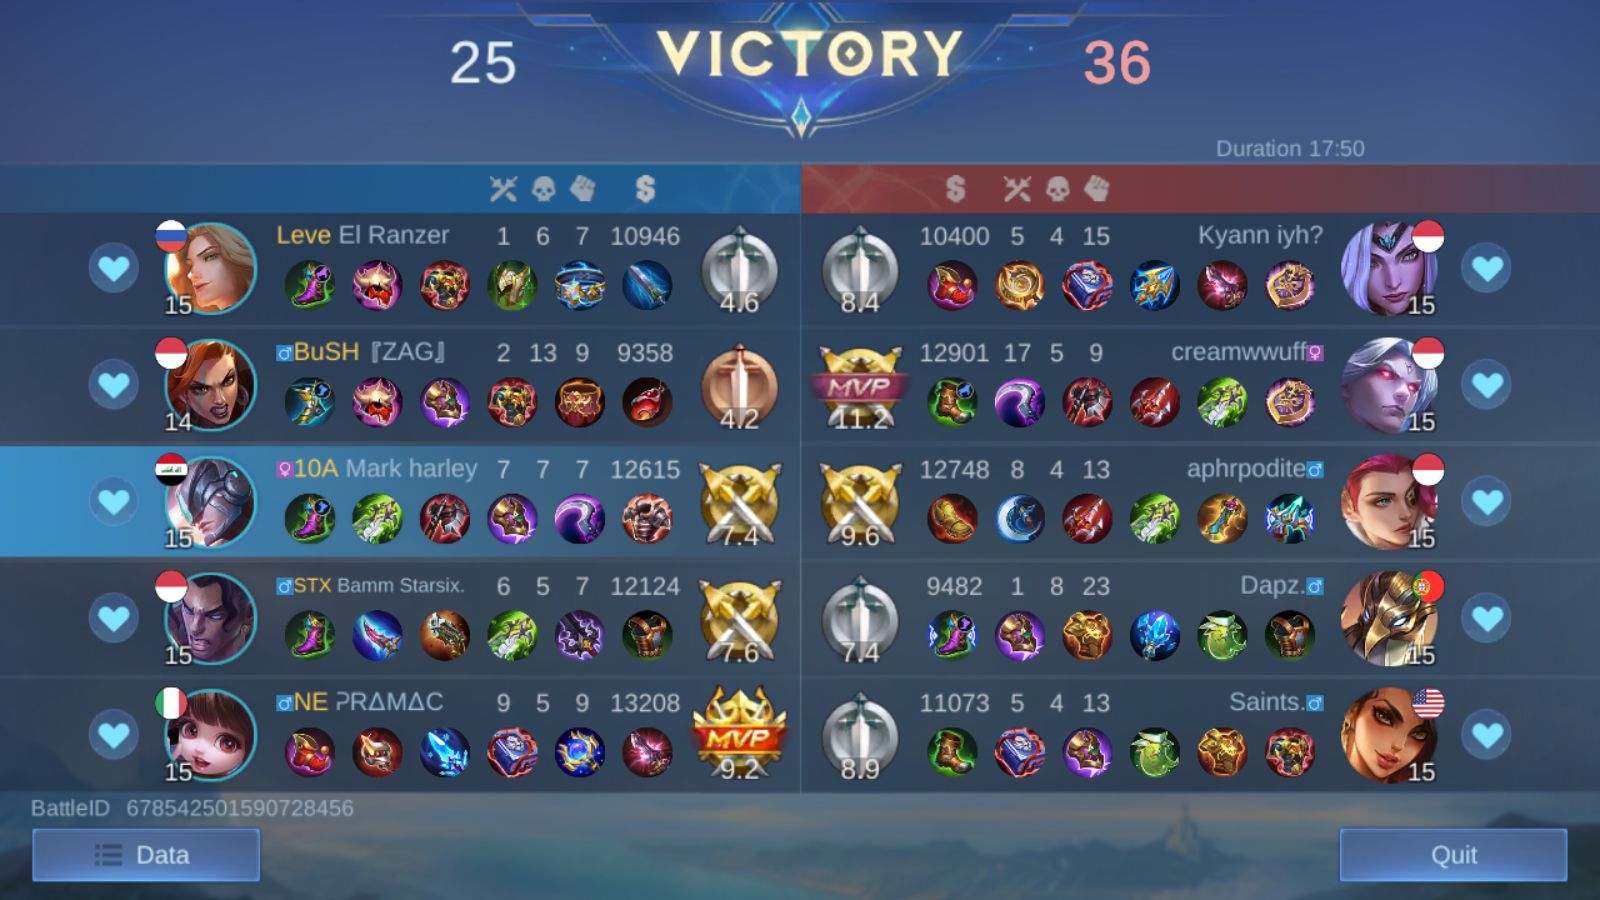 25 VICTORY 36
Duration 17:50
Leve El Ranzer 1 6 7 10946 4.6 15
8.4 10400 5 4 15 Kyann iyh? 15
BuSH『ZAG』 2 13 9 9358 4.2 14
MVP 11.2 12901 17 5 9 creamwwuff 15
10A Mark harley 7 7 7 12615 7.4 15
9.6 12748 8 4 13 aphrpodite 15
STX Bamm Starsix. 6 5 7 12124 7.6 15
7.4 9482 1 8 23 Dapz. 15
NE ᎮRΔMΔC 9 5 9 13208 MVP 9.2 15
8.9 11073 5 4 13 Saints. 15
BattleID 678542501590728456
Data
Quit